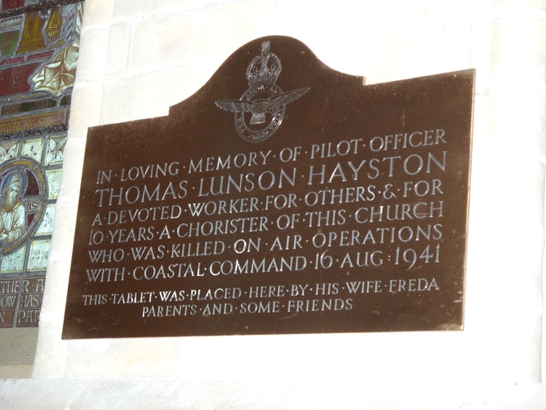 IN · LOVING · MEMORY · OF · PILOT · OFFICER
THOMAS · LUNSON · HAYSTON
A · DEVOTED · WORKER · FOR · OTHERS · & · FOR
10 · YEARS · A · CHORISTER · OF · THIS · CHURCH
WHO · WAS · KILLED · ON · AIR · OPERATIONS
WITH · COASTAL · COMMAND · 16 · AUG · 1941
THIS · TABLET · WAS · PLACED · HERE · BY · HIS · WIFE · FREDA
PARENTS · AND · SOME · FRIENDS